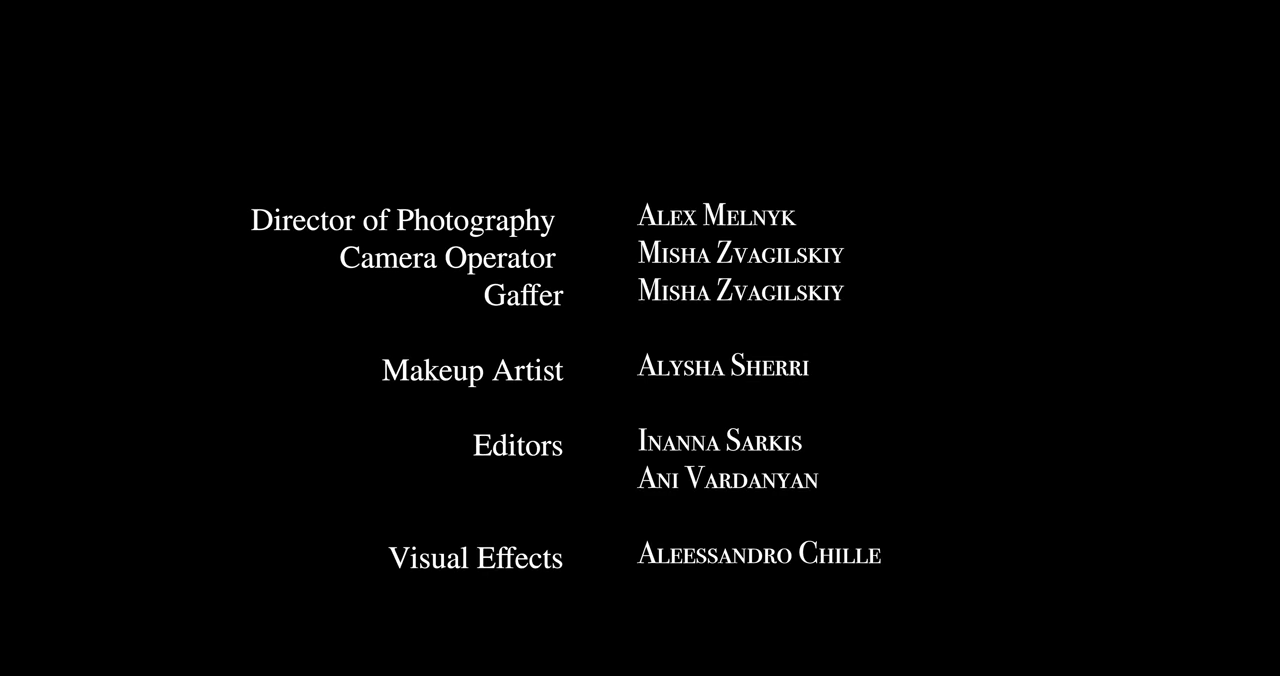 Director of Photography Alex Melnyk
Camera Operator Misha Zvagilskiy
Gaffer Misha Zvagilskiy
Makeup Artist Alysha Sherri
Editors Inanna Sarkis
Ani Vardanyan
Visual Effects Aleessandro Chille